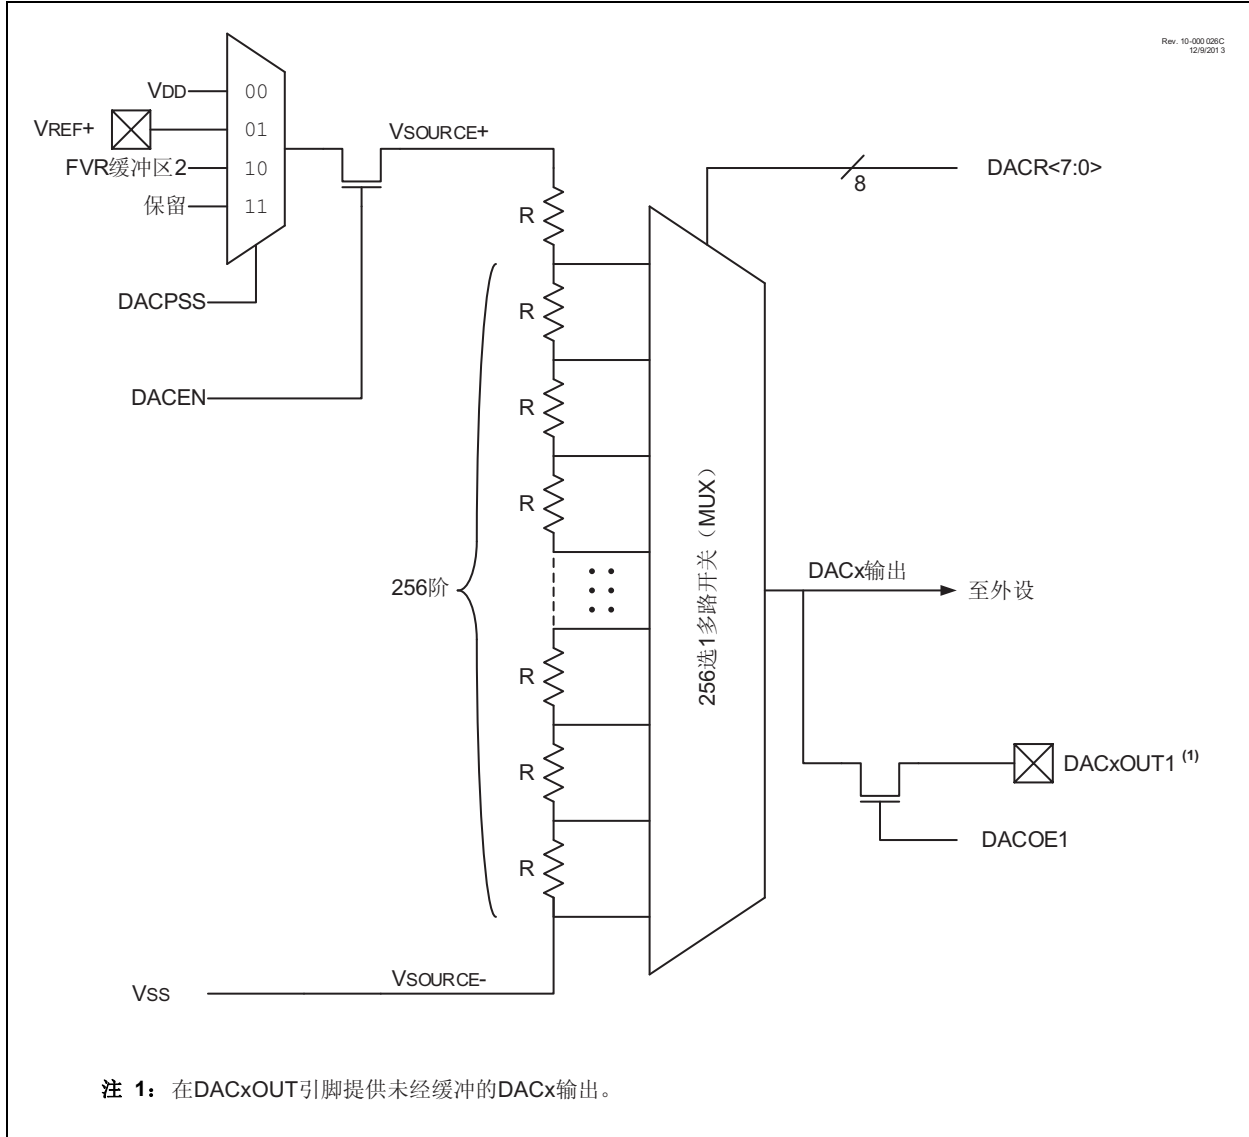 Rev. 10-000026C
12/9/2013
VDD
00
VREF+
01
VSOURCE+
FVR缓冲区2
10
DACR<7:0>
8
保留
11
R
DACPSS
R
DACEN
R
R
256选1多路开关（MUX）
DACx输出
256阶
至外设
R
R
DACxOUT1 (1)
DACOE1
R
VSOURCE-
VSS
注 1： 在DACxOUT引脚提供未经缓冲的DACx输出。